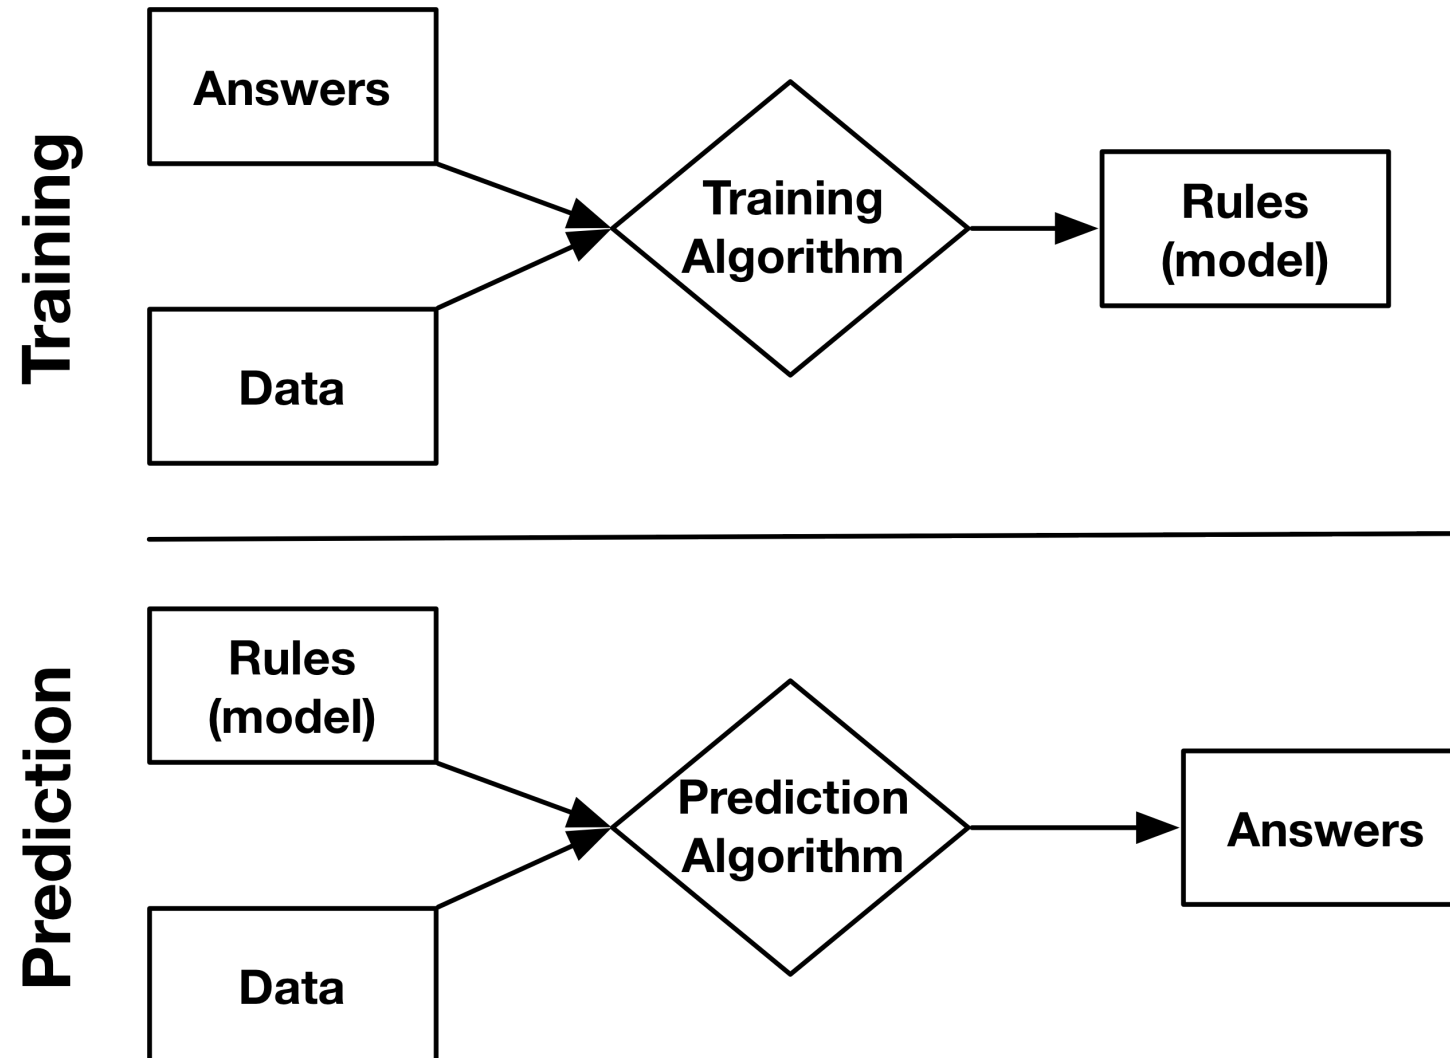 Training
Answers
Data
Training
Algorithm
Rules
(model)
Prediction
Rules
(model)
Data
Prediction
Algorithm
Answers